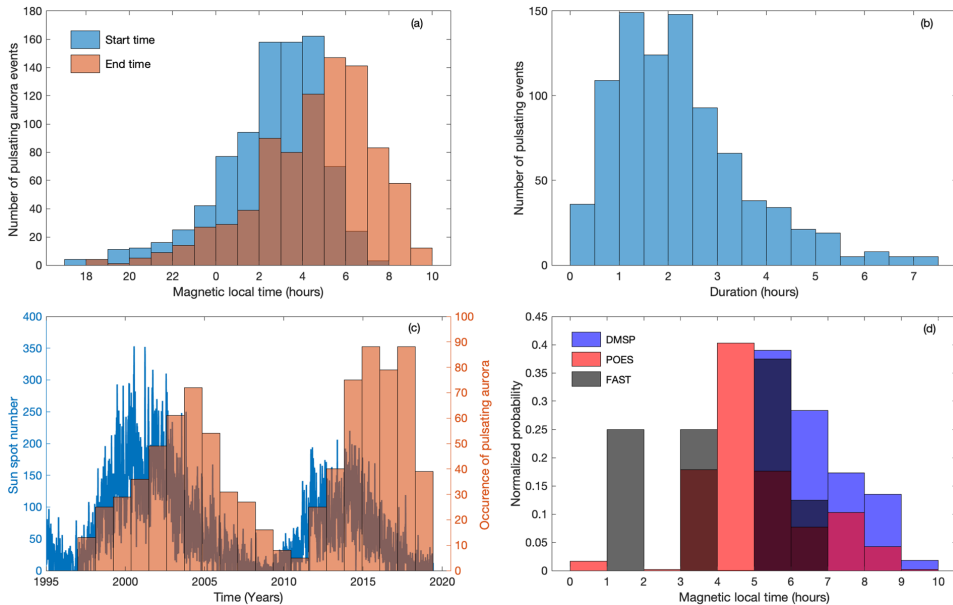 (a)
Start time
End time
180
160
140
120
100
80
60
40
20
0
Number of pulsating aurora events
18 20 22 0 2 4 6 8 10
Magnetic local time (hours)
(b)
150
100
50
0
Number of pulsating events
0 1 2 3 4 5 6 7
Duration (hours)
(c)
400
350
300
250
200
150
100
50
0
Sun spot number
100
90
80
70
60
50
40
30
20
10
0
Occurence of pulsating aurora
1995 2000 2005 2010 2015 2020
Time (Years)
(d)
DMSP
POES
FAST
0.45
0.4
0.35
0.3
0.25
0.2
0.15
0.1
0.05
0
Normalized probability
0 1 2 3 4 5 6 7 8 9 10
Magnetic local time (hours)